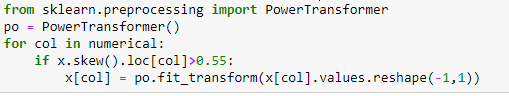 from sklearn.preprocessing import PowerTransformer
po = PowerTransformer()
for col in numerical:
    if x.skew().loc[col]>0.55:
        x[col] = po.fit_transform(x[col].values.reshape(-1,1))